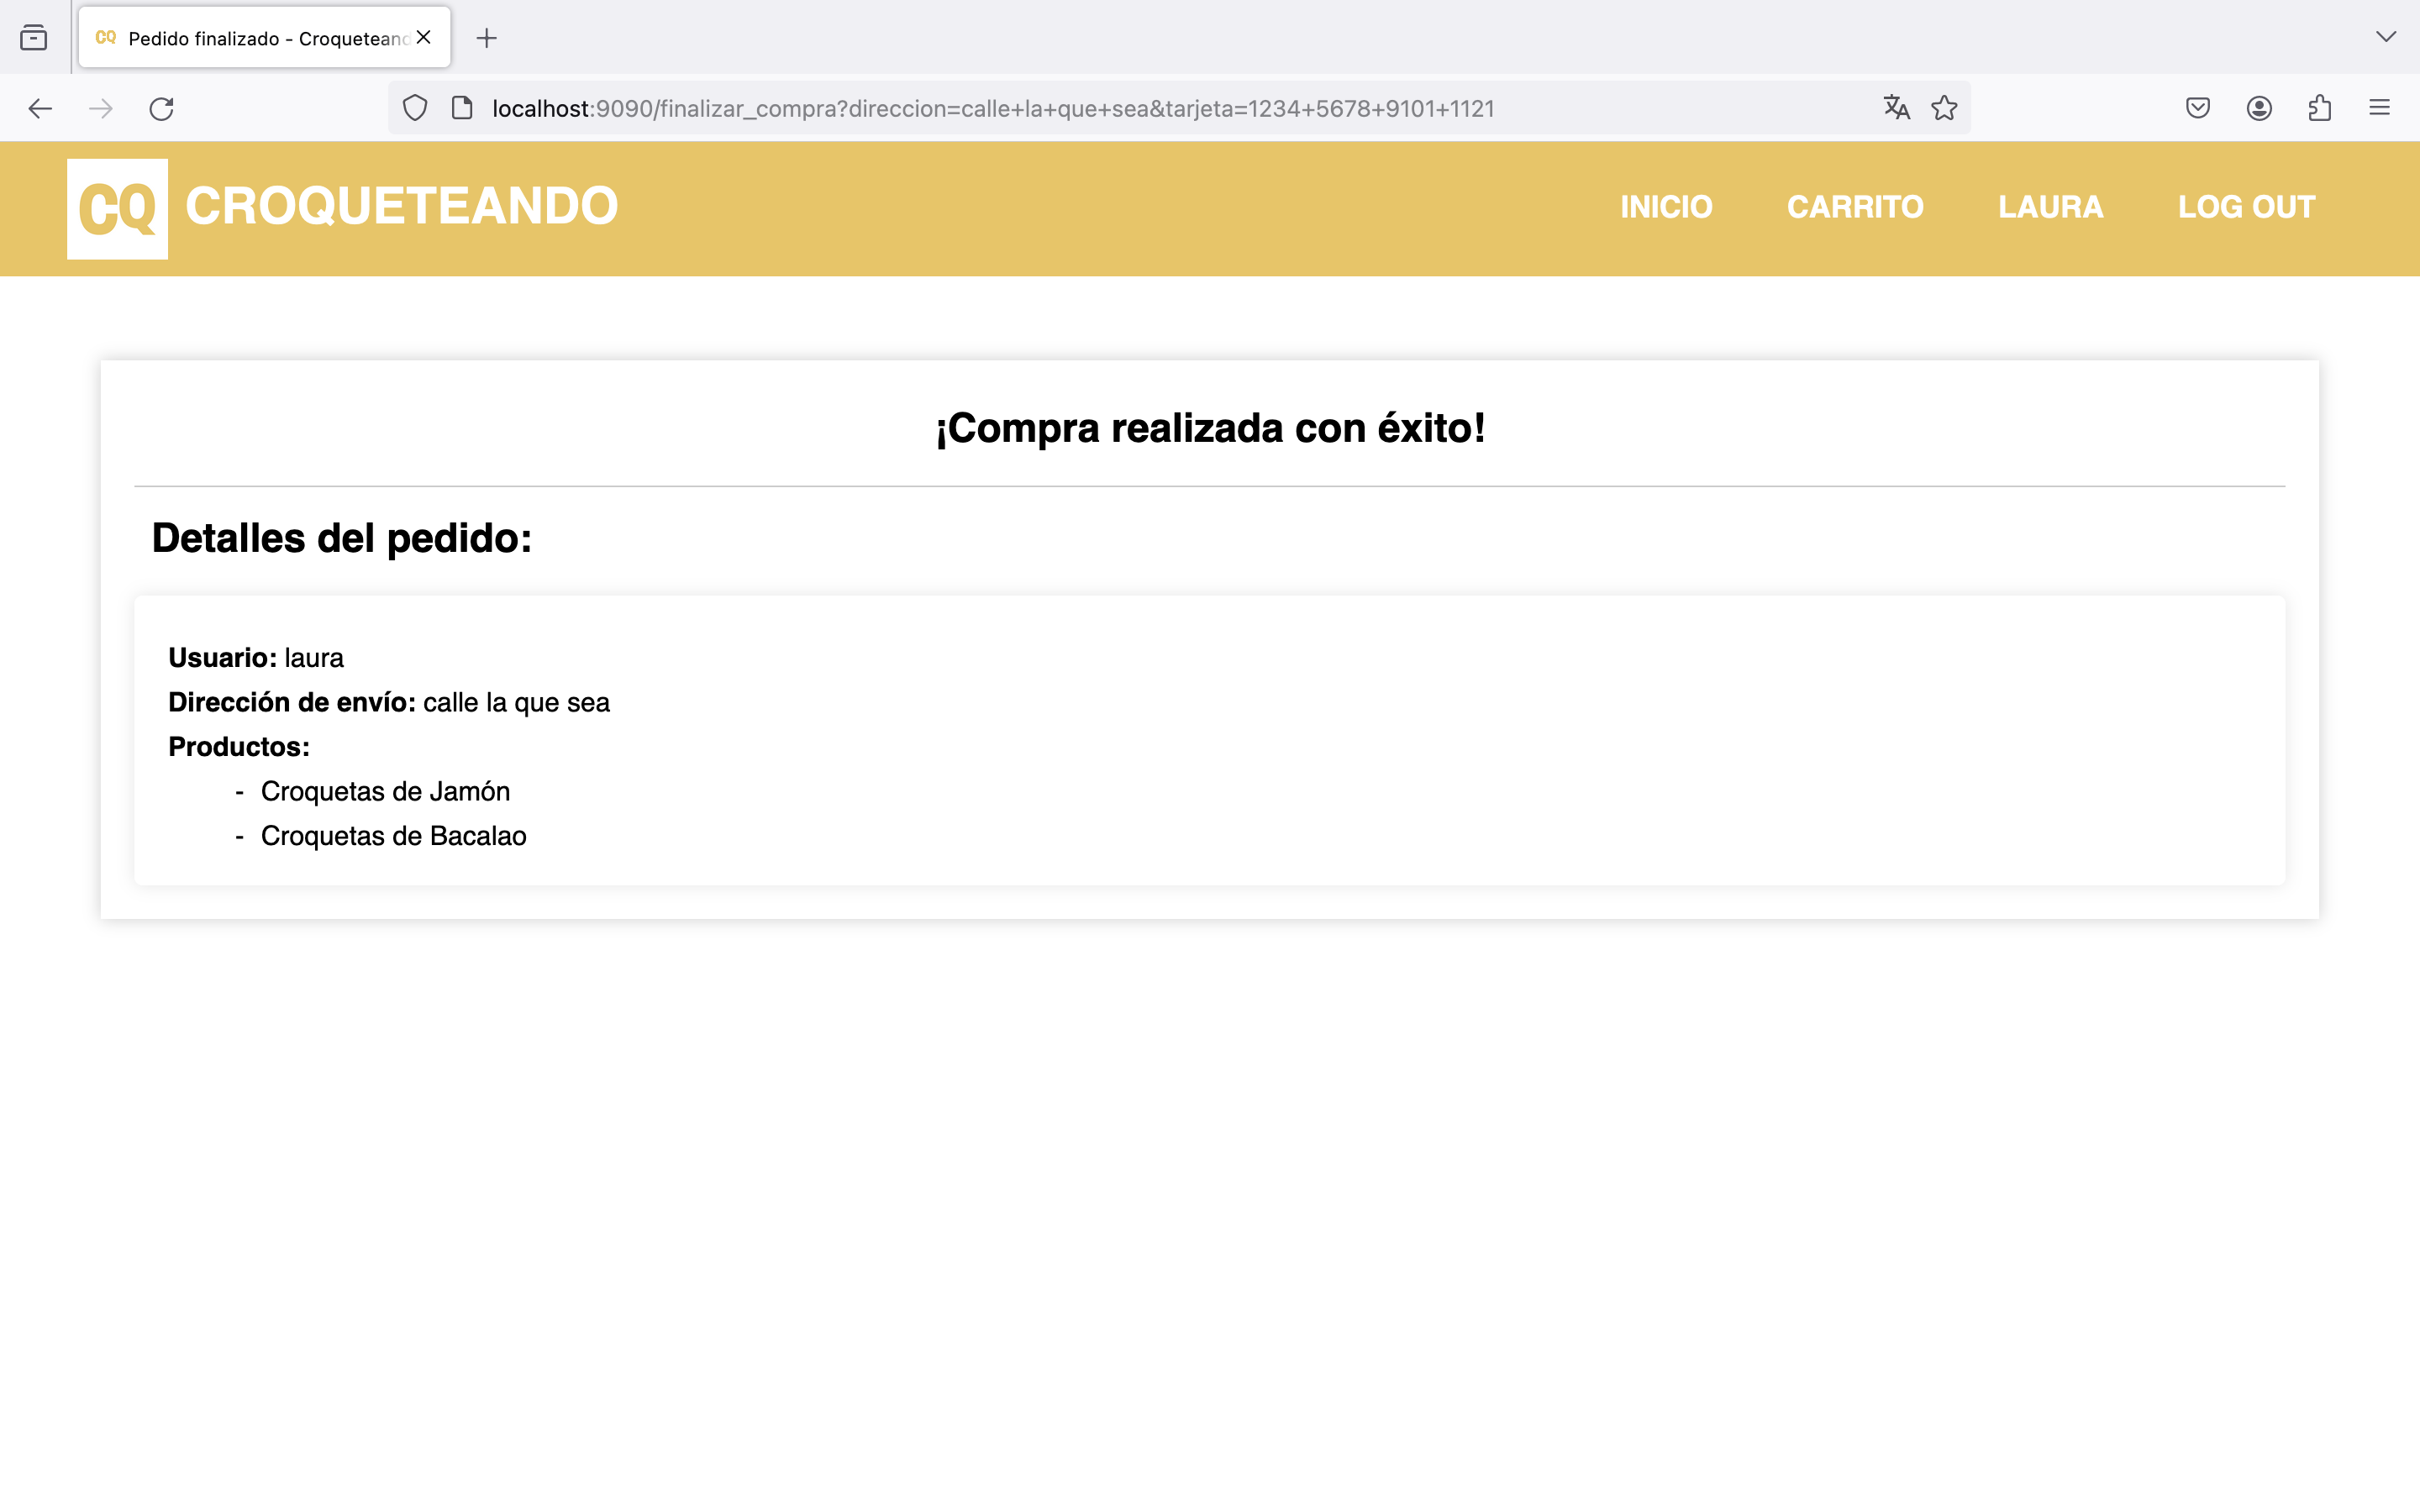 CQ Pedido finalizado - Croqueteand
localhost:9090/finalizar_compra?direccion=calle+la+que+sea&tarjeta=1234+5678+9101+1121
CQ CROQUETEANDO INICIO CARRITO LAURA LOG OUT
¡Compra realizada con éxito!
Detalles del pedido:
Usuario: laura
Dirección de envío: calle la que sea
Productos:
- Croquetas de Jamón
- Croquetas de Bacalao